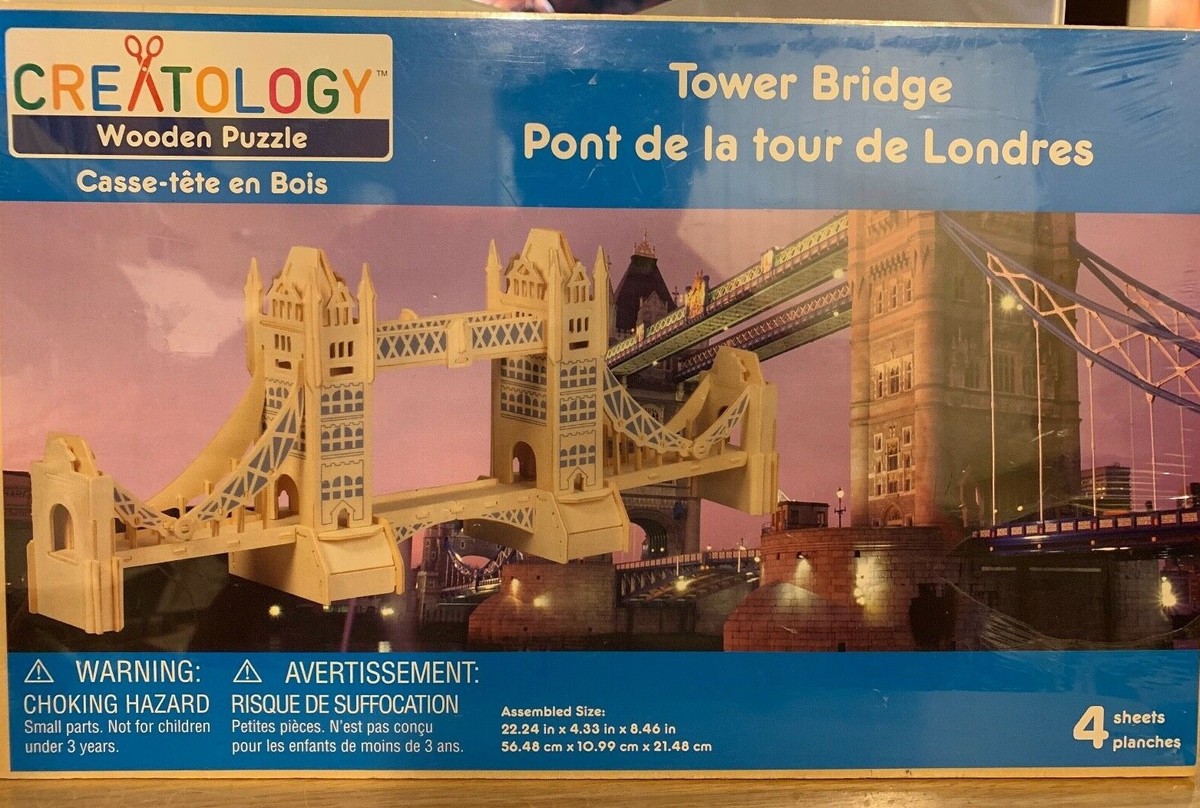 CREATOLOGY™
Wooden Puzzle
Casse-tête en Bois
Tower Bridge
Pont de la tour de Londres
⚠ WARNING:
CHOKING HAZARD
Small parts. Not for children
under 3 years.
⚠ AVERTISSEMENT:
RISQUE DE SUFFOCATION
Petites pièces. N'est pas conçu
pour les enfants de moins de 3 ans.
Assembled Size:
22.24 in x 4.33 in x 8.46 in
56.48 cm x 10.99 cm x 21.48 cm
4 sheets
planches